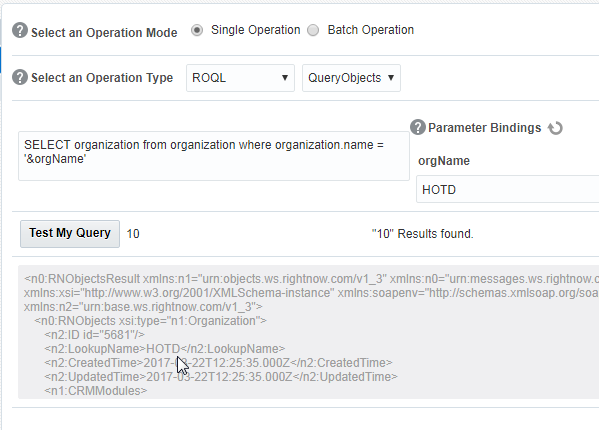 Select an Operation Mode Single Operation Batch Operation
Select an Operation Type ROQL QueryObjects
SELECT organization from organization where organization.name =
'&orgName'
Parameter Bindings
orgName
HOTD
Test My Query 10 "10" Results found.
<n0:RNObjectsResult xmlns:n1="urn:objects.ws.rightnow.com/v1_3" xmlns:n0="urn:messages.ws.rightnow.c
xmlns:xsi="http://www.w3.org/2001/XMLSchema-instance" xmlns:soapenv="http://schemas.xmlsoap.org/soa
xmlns:n2="urn:base.ws.rightnow.com/v1_3">
<n0:RNObjects xsi:type="n1:Organization">
<n2:ID id="5681"/>
<n2:LookupName>HOTD</n2:LookupName>
<n2:CreatedTime>2017-03-22T12:25:35.000Z</n2:CreatedTime>
<n2:UpdatedTime>2017-03-22T12:25:35.000Z</n2:UpdatedTime>
<n1:CRMModules>